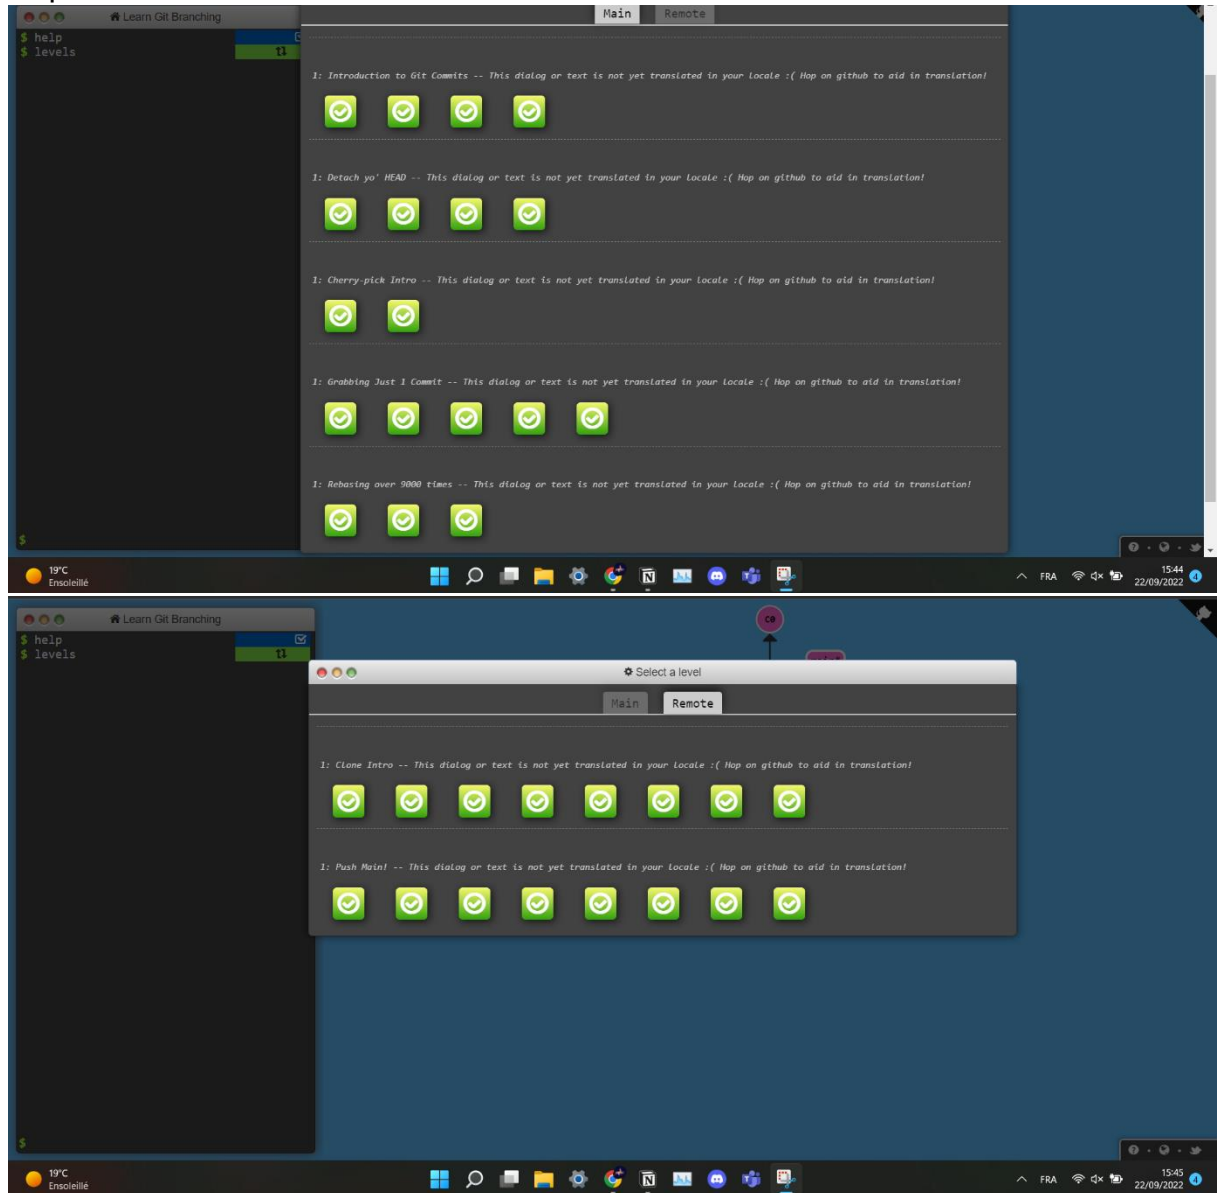 Learn Git Branching
Main Remote
$ help
$ levels
1: Introduction to Git Commits -- This dialog or text is not yet translated in your locale :( Hop on github to aid in translation!
1: Detach yo' HEAD -- This dialog or text is not yet translated in your locale :( Hop on github to aid in translation!
1: Cherry-pick Intro -- This dialog or text is not yet translated in your locale :( Hop on github to aid in translation!
1: Grabbing Just 1 Commit -- This dialog or text is not yet translated in your locale :( Hop on github to aid in translation!
1: Rebasing over 9000 times -- This dialog or text is not yet translated in your locale :( Hop on github to aid in translation!
$
19°C
Ensoleillé
FRA
15:44
22/09/2022
4
Learn Git Branching
c0
$ help
$ levels
Select a level
Main Remote
1: Clone Intro -- This dialog or text is not yet translated in your locale :( Hop on github to aid in translation!
1: Push Main! -- This dialog or text is not yet translated in your locale :( Hop on github to aid in translation!
$
19°C
Ensoleillé
FRA
15:45
22/09/2022
4